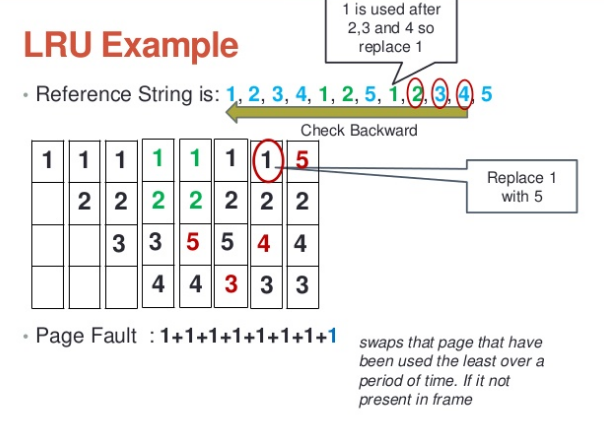 1 is used after
2,3 and 4 so
replace 1
LRU Example
• Reference String is: 1, 2, 3, 4, 1, 2, 5, 1, 2, 3, 4, 5
Check Backward
1 1 1 1 1 1 1 5
2 2 2 2 2 2 2
3 3 5 5 4 4
4 4 3 3 3
Replace 1
with 5
• Page Fault : 1+1+1+1+1+1+1+1
swaps that page that have
been used the least over a
period of time. If it not
present in frame